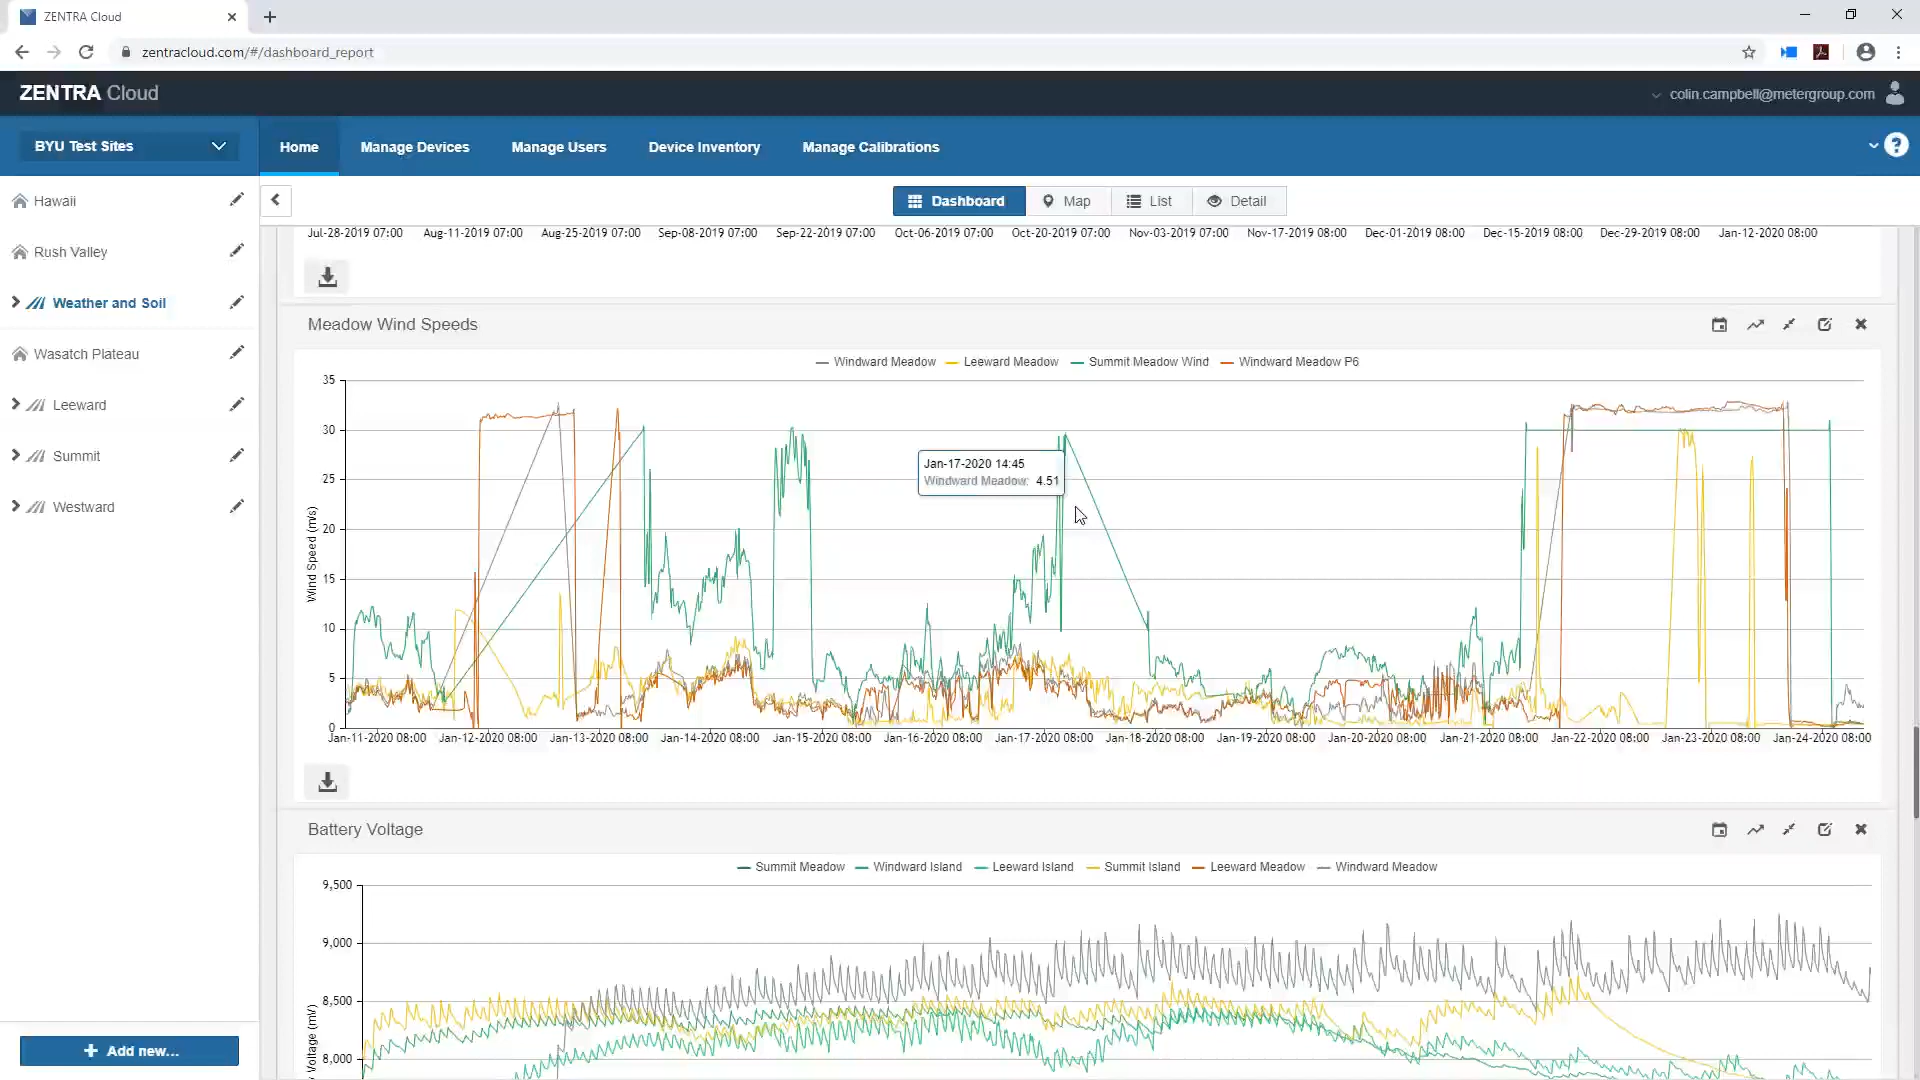 ZENTRA Cloud
zentracloud.com/#/dashboard_report
ZENTRA Cloud
colin.campbell@metergroup.com
BYU Test Sites
Home
Manage Devices
Manage Users
Device Inventory
Manage Calibrations
?
Hawaii
Rush Valley
Weather and Soil
Wasatch Plateau
Leeward
Summit
Westward
Add new...
Dashboard
Map
List
Detail
Jul-28-2019 07:00 Aug-11-2019 07:00 Aug-25-2019 07:00 Sep-08-2019 07:00 Sep-22-2019 07:00 Oct-06-2019 07:00 Oct-20-2019 07:00 Nov-03-2019 07:00 Nov-17-2019 08:00 Dec-01-2019 08:00 Dec-15-2019 08:00 Dec-29-2019 08:00 Jan-12-2020 08:00
Meadow Wind Speeds
Windward Meadow Leeward Meadow Summit Meadow Wind Windward Meadow P6
Wind Speed (m/s)
35
30
25
20
15
10
5
0
Jan-17-2020 14:45
Windward Meadow: 4.51
Jan-11-2020 08:00 Jan-12-2020 08:00 Jan-13-2020 08:00 Jan-14-2020 08:00 Jan-15-2020 08:00 Jan-16-2020 08:00 Jan-17-2020 08:00 Jan-18-2020 08:00 Jan-19-2020 08:00 Jan-20-2020 08:00 Jan-21-2020 08:00 Jan-22-2020 08:00 Jan-23-2020 08:00 Jan-24-2020 08:00
Battery Voltage
Summit Meadow Windward Island Leeward Island Summit Island Leeward Meadow Windward Meadow
Voltage (mV)
9,500
9,000
8,500
8,000